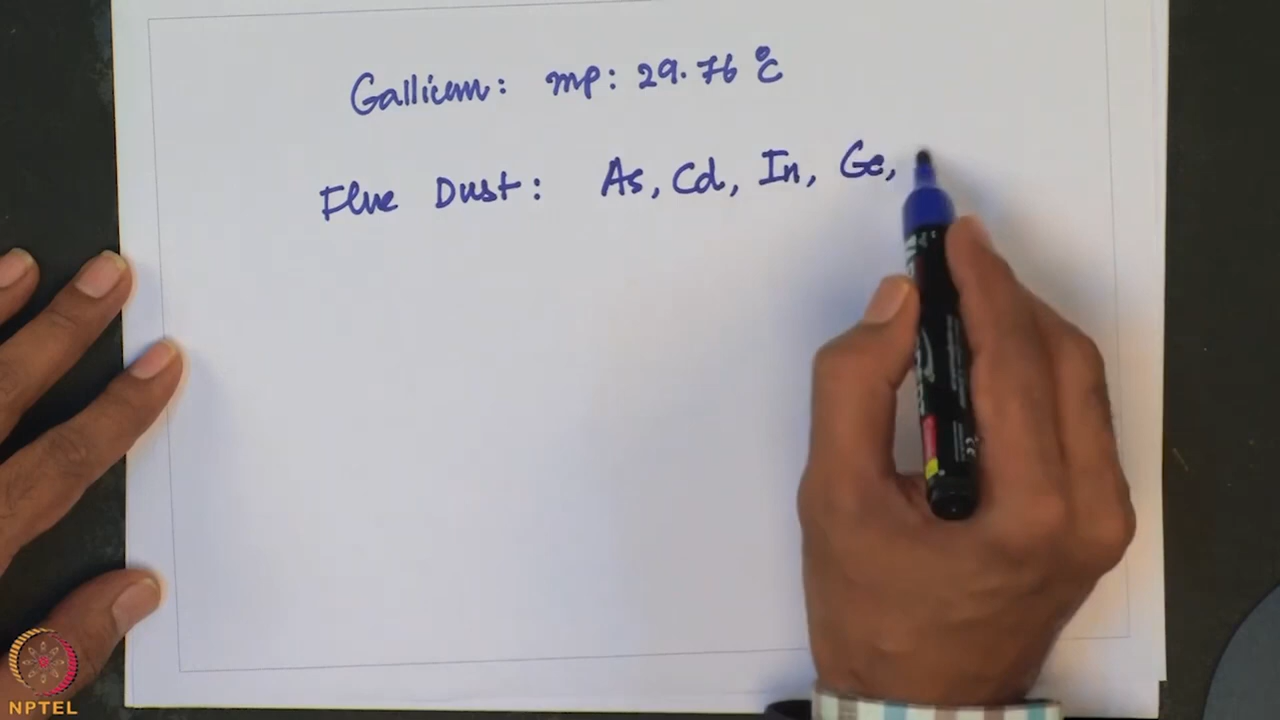 Gallium: mp: 29.76 °C
Flue Dust: As, Cd, In, Ge,
NPTEL